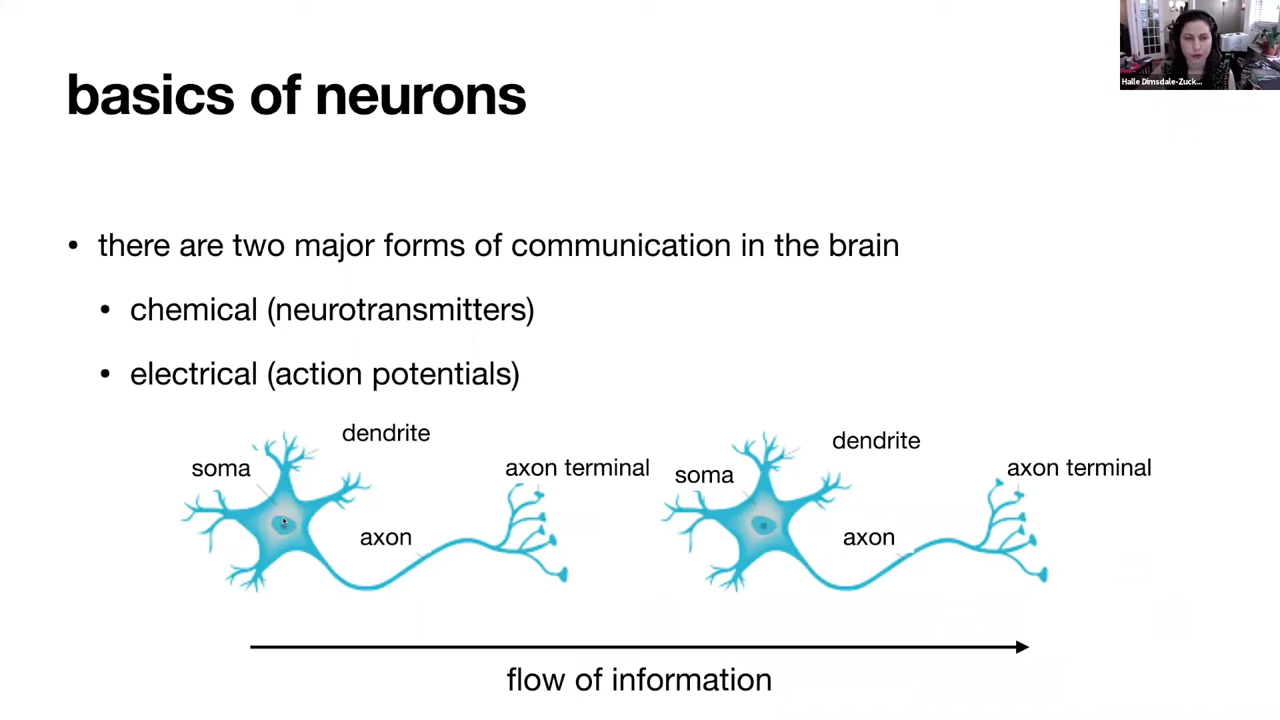 Halle Dimsdale-Zuck...
basics of neurons
• there are two major forms of communication in the brain
• chemical (neurotransmitters)
• electrical (action potentials)
dendrite
soma
axon terminal
axon
dendrite
soma
axon terminal
axon
flow of information